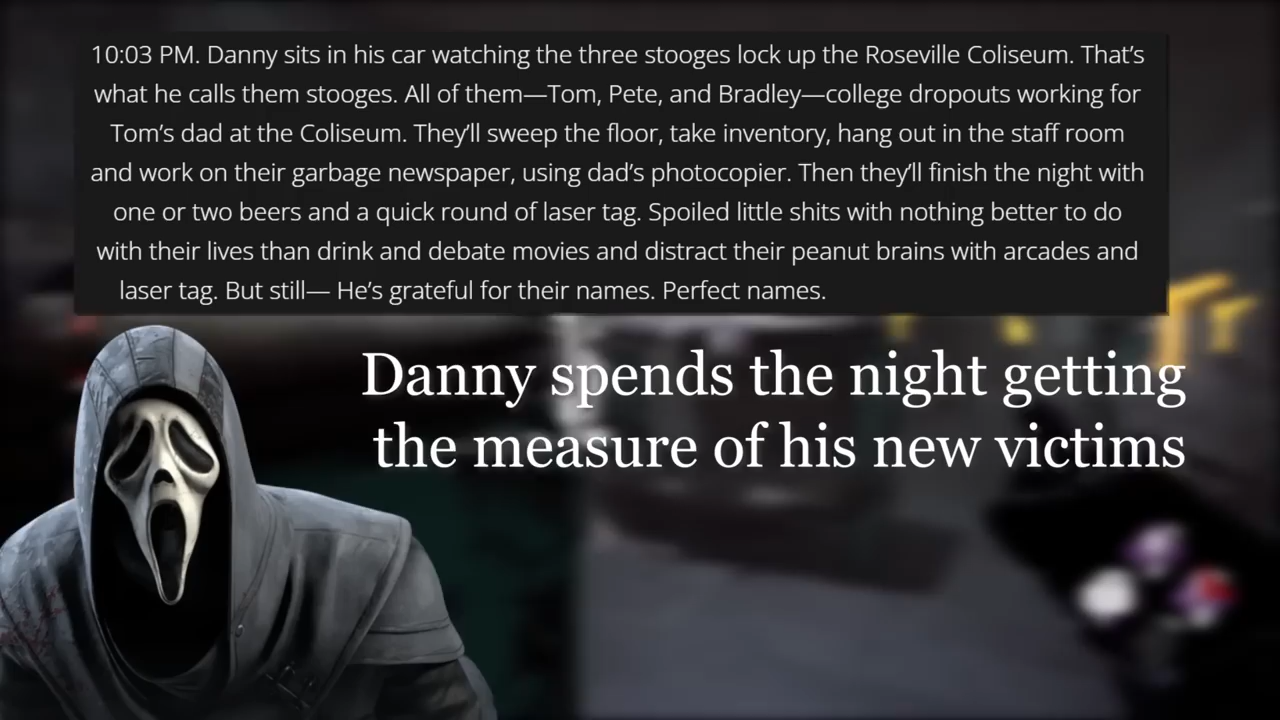 10:03 PM. Danny sits in his car watching the three stooges lock up the Roseville Coliseum. That’s
what he calls them stooges. All of them—Tom, Pete, and Bradley—college dropouts working for
Tom’s dad at the Coliseum. They’ll sweep the floor, take inventory, hang out in the staff room
and work on their garbage newspaper, using dad’s photocopier. Then they’ll finish the night with
one or two beers and a quick round of laser tag. Spoiled little shits with nothing better to do
with their lives than drink and debate movies and distract their peanut brains with arcades and
laser tag. But still— He’s grateful for their names. Perfect names.
Danny spends the night getting
the measure of his new victims